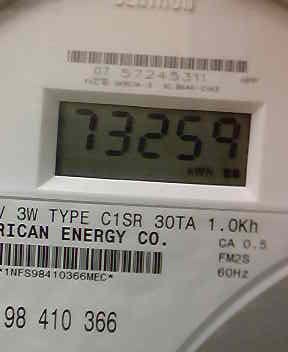 07 57245311
73259
KWH
V 3W TYPE C1SR 30TA 1.0Kh
RICAN ENERGY CO.
CA 0.5
FM2S
*1NFS98410366MEC*
60Hz
98 410 366